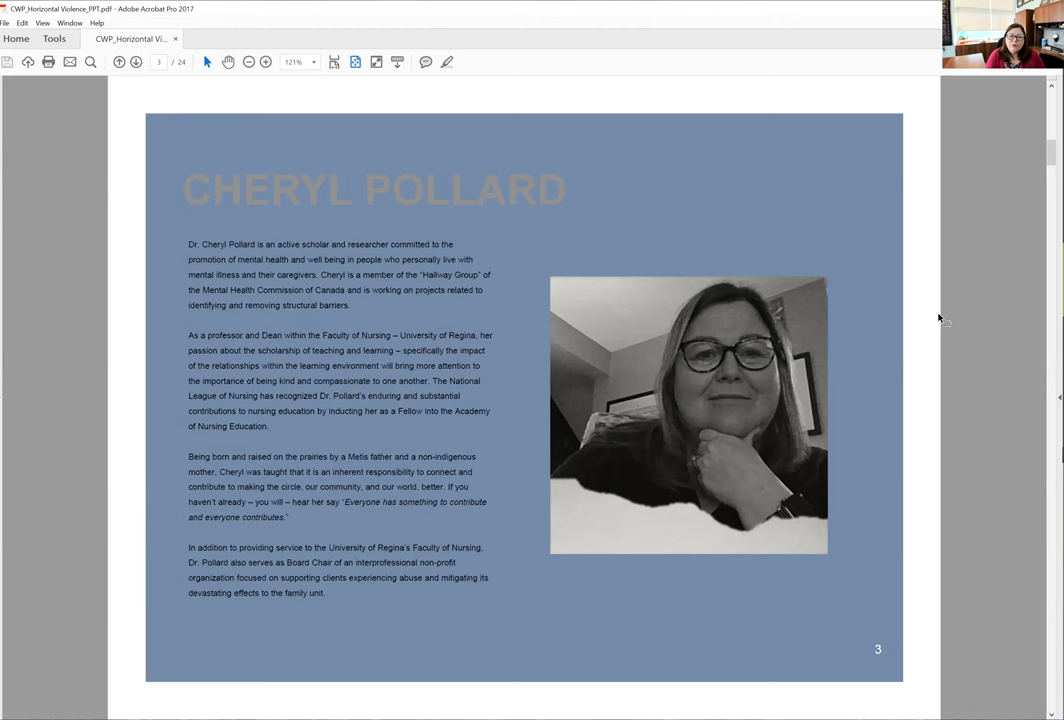 CWP_Horizontal Violence_PPT.pdf - Adobe Acrobat Pro 2017
File Edit View Window Help
Home Tools CWP_Horizontal Vi... ×
3 / 24 121%
CHERYL POLLARD
Dr. Cheryl Pollard is an active scholar and researcher committed to the
promotion of mental health and well being in people who personally live with
mental illness and their caregivers. Cheryl is a member of the “Hallway Group” of
the Mental Health Commission of Canada and is working on projects related to
identifying and removing structural barriers.
As a professor and Dean within the Faculty of Nursing – University of Regina, her
passion about the scholarship of teaching and learning – specifically the impact
of the relationships within the learning environment will bring more attention to
the importance of being kind and compassionate to one another. The National
League of Nursing has recognized Dr. Pollard’s enduring and substantial
contributions to nursing education by inducting her as a Fellow into the Academy
of Nursing Education.
Being born and raised on the prairies by a Metis father and a non-indigenous
mother, Cheryl was taught that it is an inherent responsibility to connect and
contribute to making the circle, our community, and our world, better. If you
haven’t already – you will – hear her say “Everyone has something to contribute
and everyone contributes.”
In addition to providing service to the University of Regina’s Faculty of Nursing,
Dr. Pollard also serves as Board Chair of an interprofessional non-profit
organization focused on supporting clients experiencing abuse and mitigating its
devastating effects to the family unit.
3